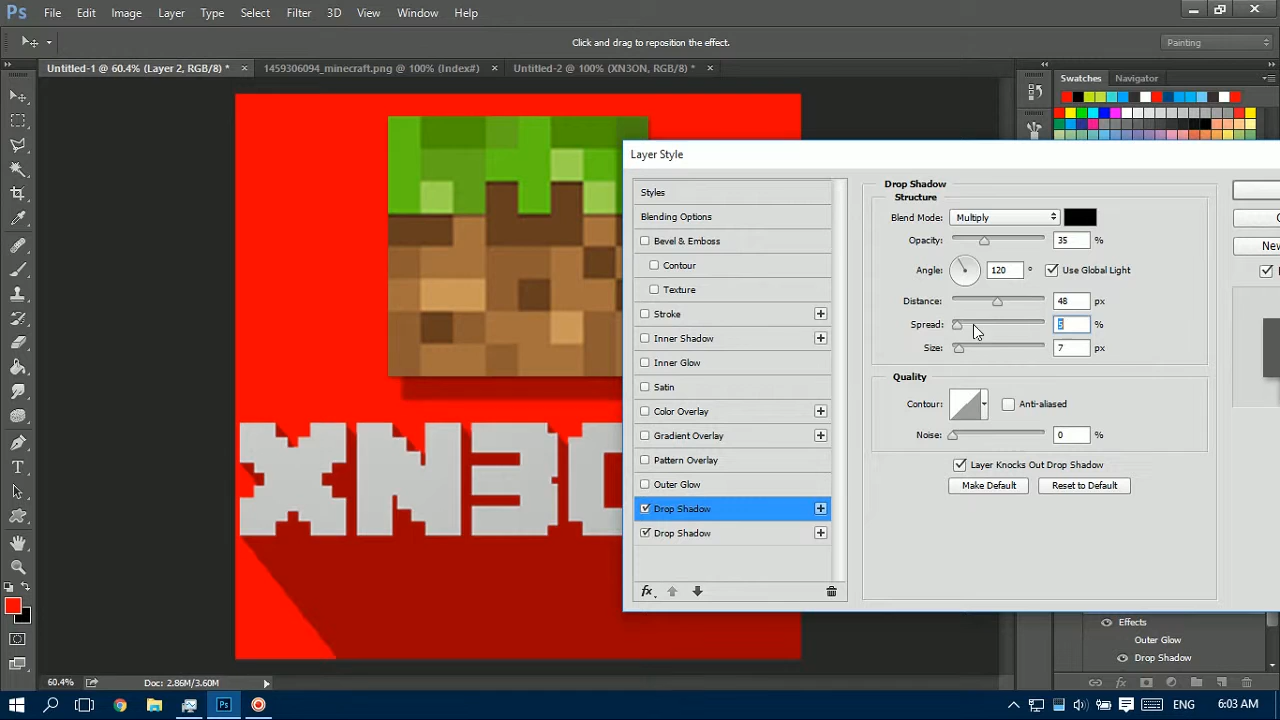 Ps File Edit Image Layer Type Select Filter 3D View Window Help
Click and drag to reposition the effect.
Painting
Untitled-1 @ 60.4% (Layer 2, RGB/8) * × 1459306094_minecraft.png @ 100% (Index#) × Untitled-2 @ 100% (XN3ON, RGB/8) * ×
Swatches Navigator
Layer Style
Styles
Blending Options
Bevel & Emboss
Contour
Texture
Stroke
Inner Shadow
Inner Glow
Satin
Color Overlay
Gradient Overlay
Pattern Overlay
Outer Glow
Drop Shadow
Drop Shadow
fx
Drop Shadow
Structure
Blend Mode: Multiply
Opacity: 35 %
Angle: 120 ° Use Global Light
Distance: 48 px
Spread: 5 %
Size: 7 px
Quality
Contour: Anti-aliased
Noise: 0 %
Layer Knocks Out Drop Shadow
Make Default Reset to Default
New
XN3
Effects
Outer Glow
Drop Shadow
60.4% Doc: 2.86M/3.60M
ENG 6:03 AM